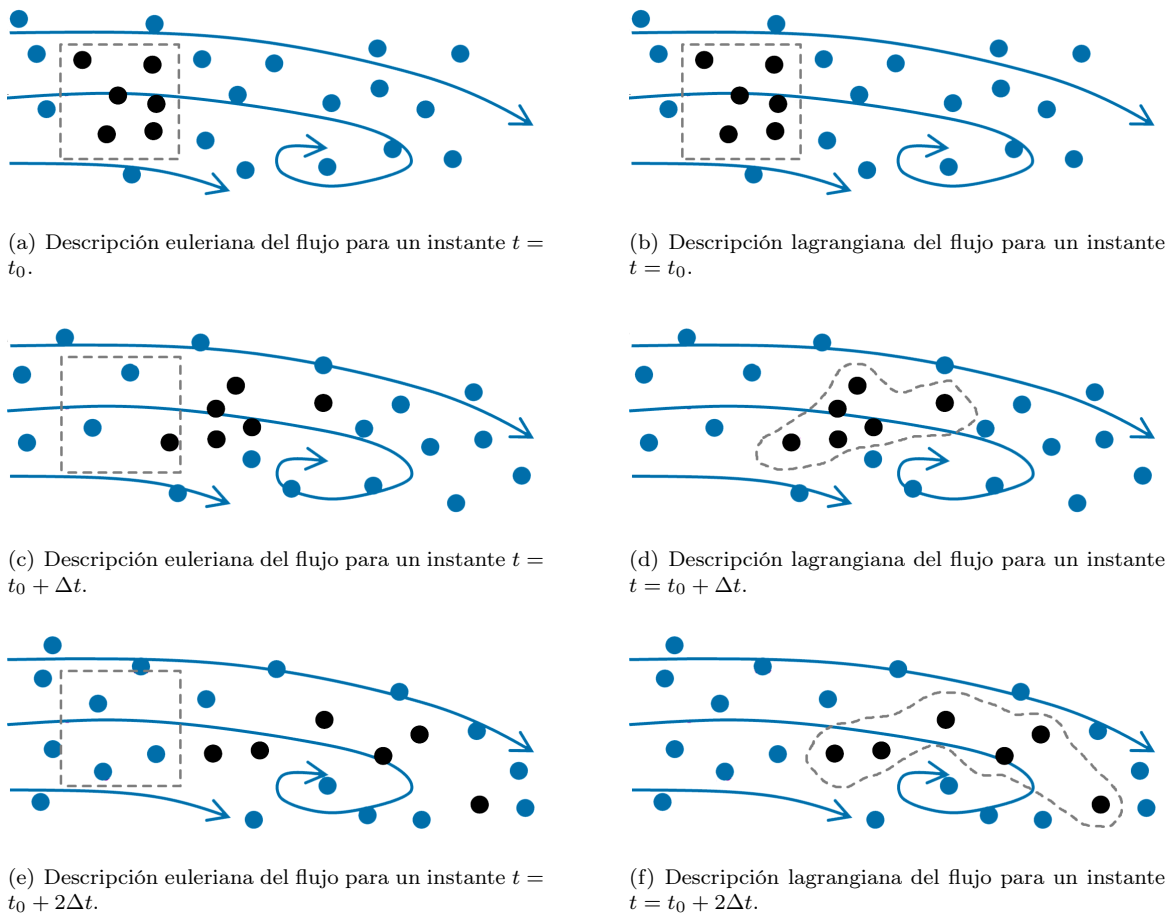 (a) Descripción euleriana del flujo para un instante t =
t₀.
(b) Descripción lagrangiana del flujo para un instante
t = t₀.
(c) Descripción euleriana del flujo para un instante t =
t₀ + Δt.
(d) Descripción lagrangiana del flujo para un instante
t = t₀ + Δt.
(e) Descripción euleriana del flujo para un instante t =
t₀ + 2Δt.
(f) Descripción lagrangiana del flujo para un instante
t = t₀ + 2Δt.